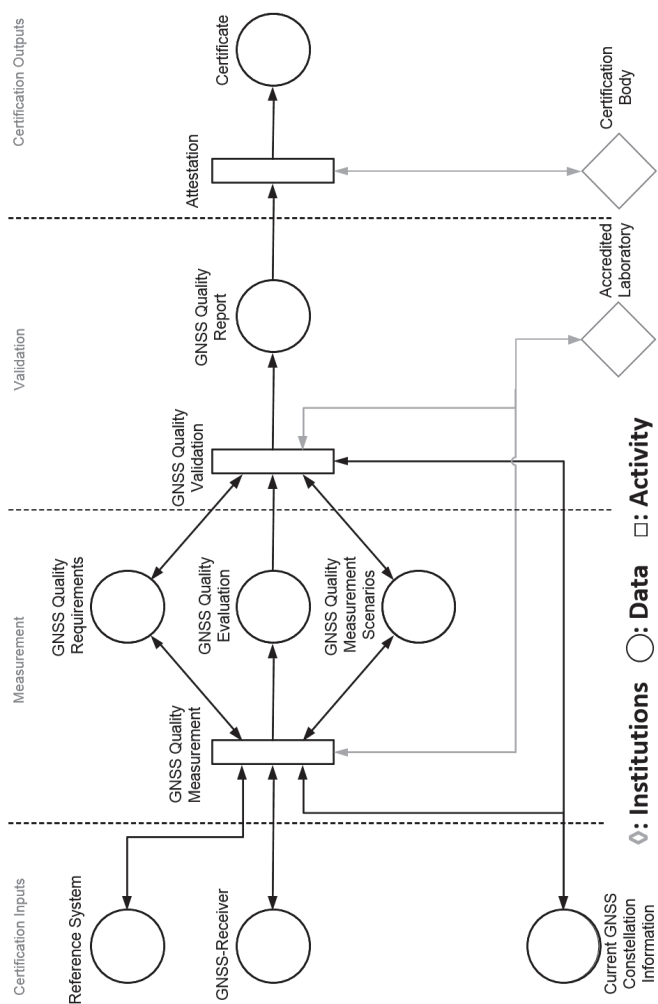 Certification Inputs
Measurement
Validation
Certification Outputs
Reference System
GNSS-Receiver
Current GNSS
Constellation
Information
GNSS Quality
Measurement
GNSS Quality
Requirements
GNSS Quality
Evaluation
GNSS Quality
Measurement
Scenarios
GNSS Quality
Validation
GNSS Quality
Report
Attestation
Certificate
Accredited
Laboratory
Certification
Body
◊: Institutions ○: Data □: Activity